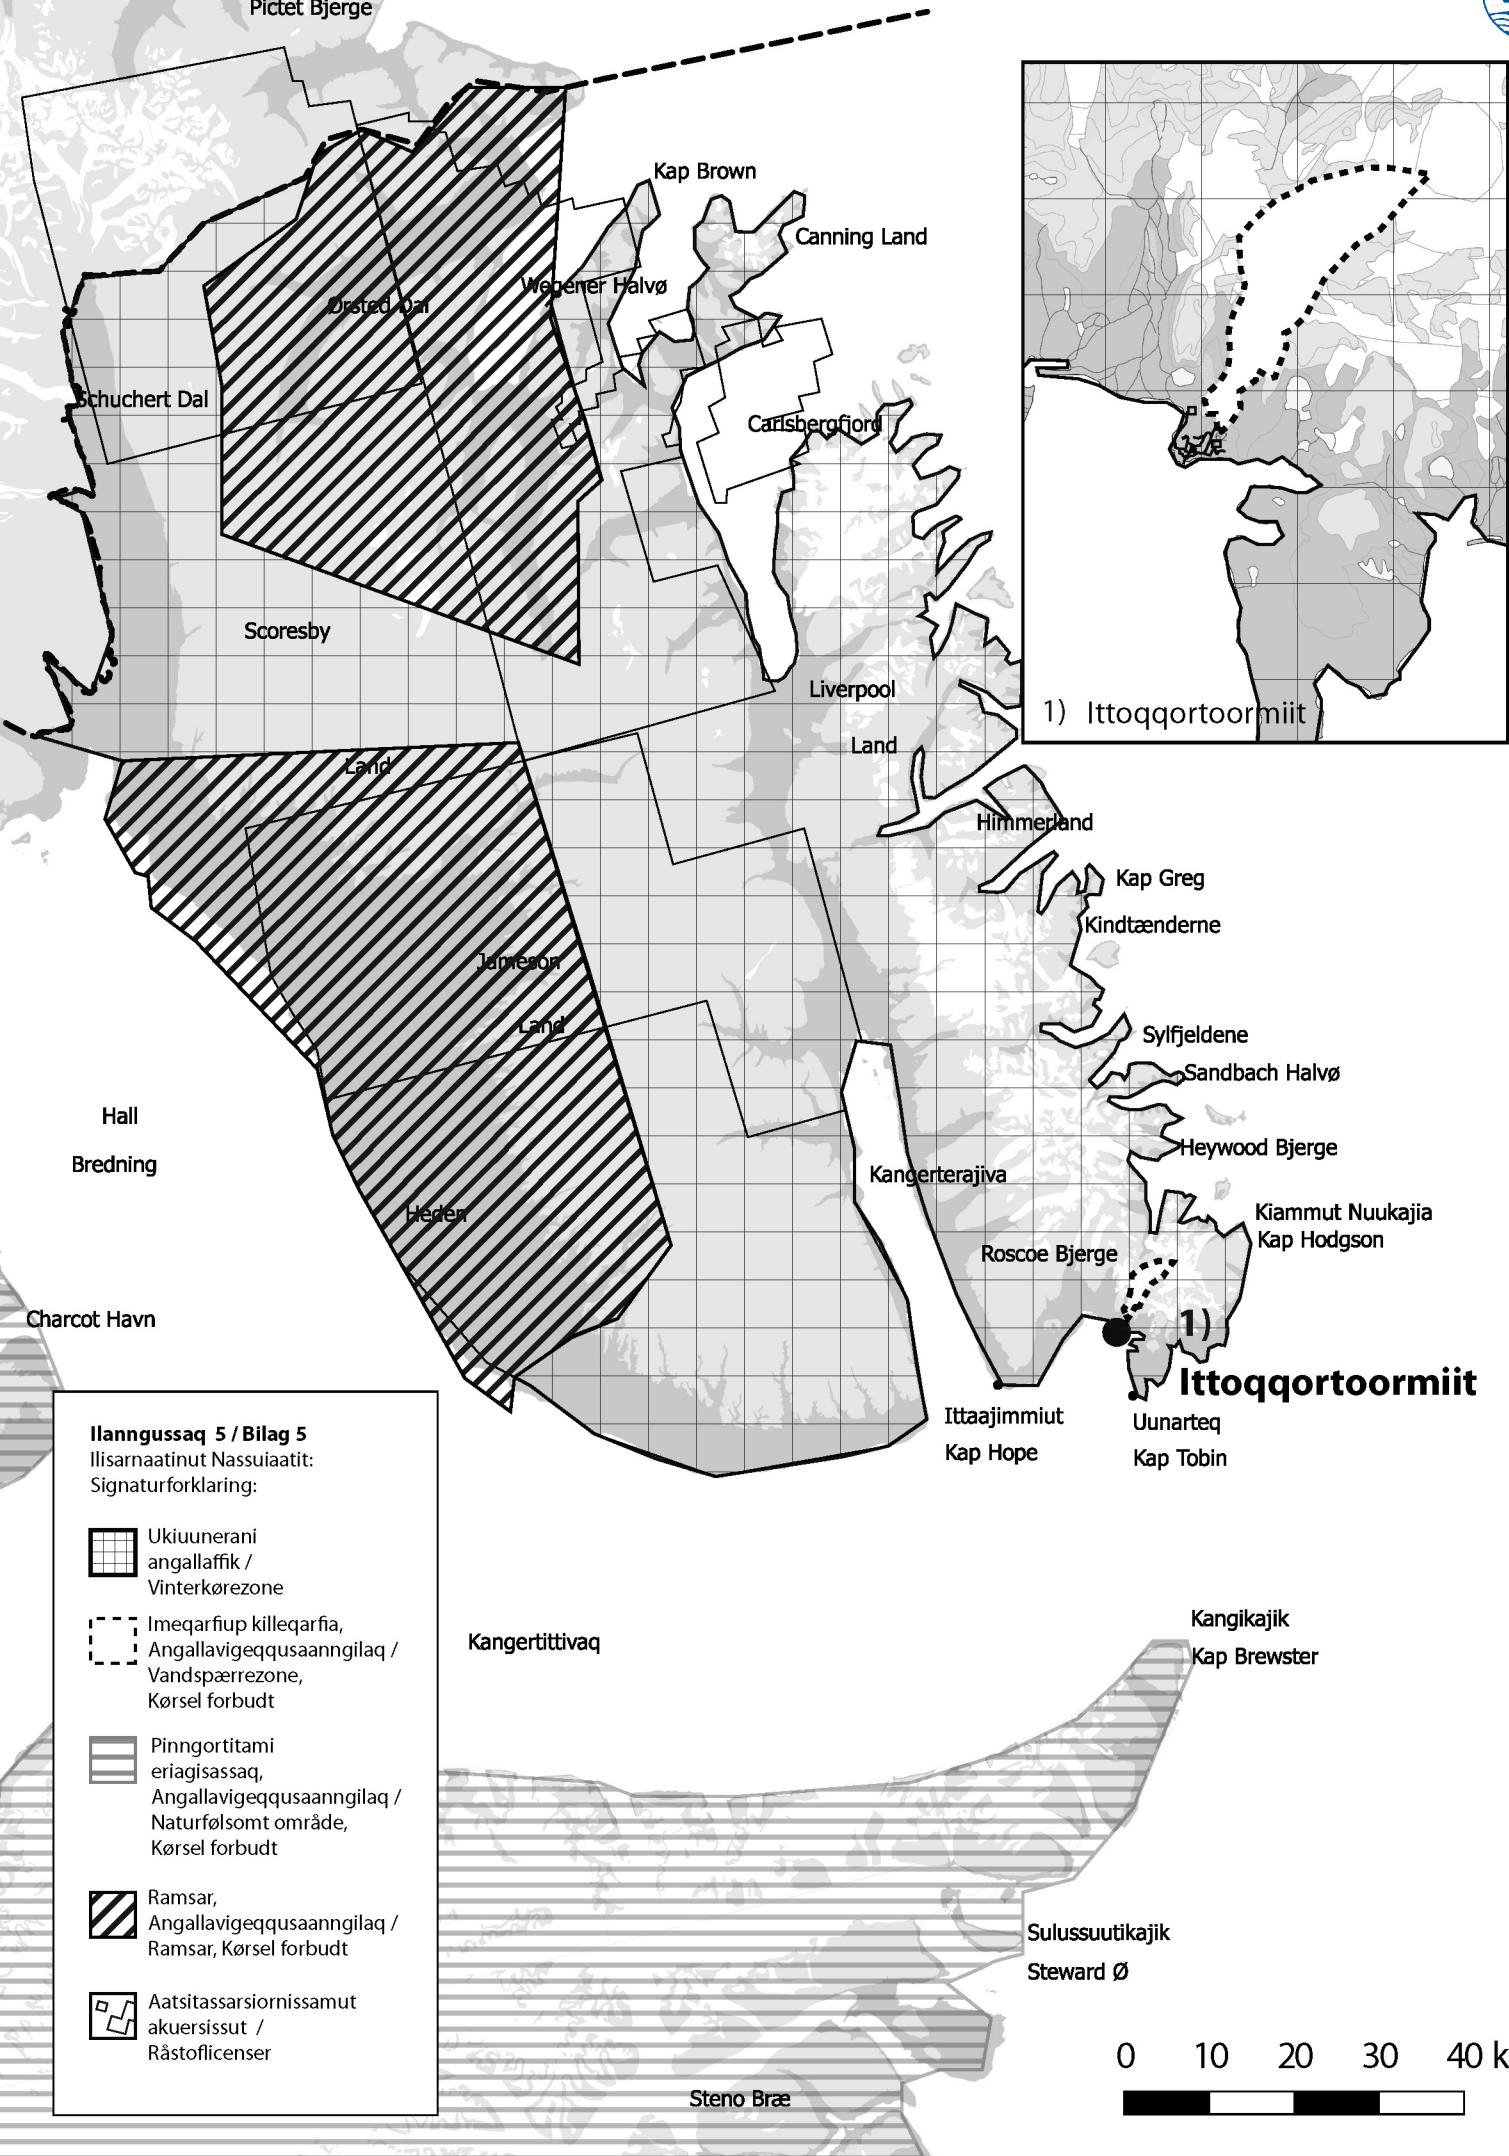 Pictet Bjerge
Kap Brown
Canning Land
Wegener Halvø
Ørsted Dal
Schuchert Dal
Carlsbergfjord
Scoresby
Land
Liverpool
Land
1) Ittoqqortoormiit
Himmerland
Kap Greg
Kindtænderne
Jameson
Land
Sylfjeldene
Sandbach Halvø
Hall
Bredning
Heywood Bjerge
Kangerterajiva
Heden
Kiammut Nuukajia
Kap Hodgson
Roscoe Bjerge
Charcot Havn
1)
Ittoqqortoormiit
Ittaajimmiut
Kap Hope
Uunarteq
Kap Tobin
Ilanngussaq 5 / Bilag 5
Ilisarnaatinut Nassuiaatit:
Signaturforklaring:
Ukiuunerani
angallaffik /
Vinterkørezone
Imeqarfiup killeqarfia,
Angallavigeqqusaanngilaq /
Vandspærrezone,
Kørsel forbudt
Pinngortitami
eriagisassaq,
Angallavigeqqusaanngilaq /
Naturfølsomt område,
Kørsel forbudt
Ramsar,
Angallavigeqqusaanngilaq /
Ramsar, Kørsel forbudt
Aatsitassarsiornissamut
akuersissut /
Råstoflicenser
Kangertittivaq
Kangikajik
Kap Brewster
Sulussuutikajik
Steward Ø
Steno Bræ
0 10 20 30 40 k